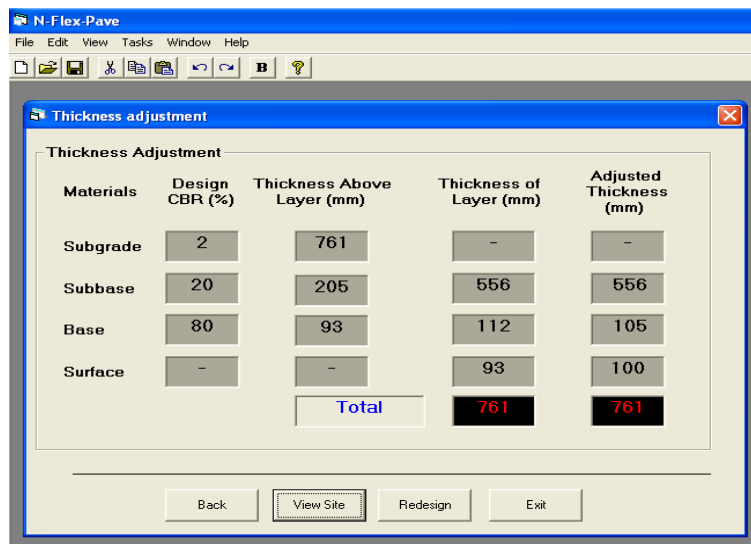 N-Flex-Pave
File Edit View Tasks Window Help
B ?
Thickness adjustment
Thickness Adjustment
Materials Design CBR (%) Thickness Above Layer (mm) Thickness of Layer (mm) Adjusted Thickness (mm)
Subgrade 2 761 - -
Subbase 20 205 556 556
Base 80 93 112 105
Surface - - 93 100
Total 761 761
Back View Site Redesign Exit